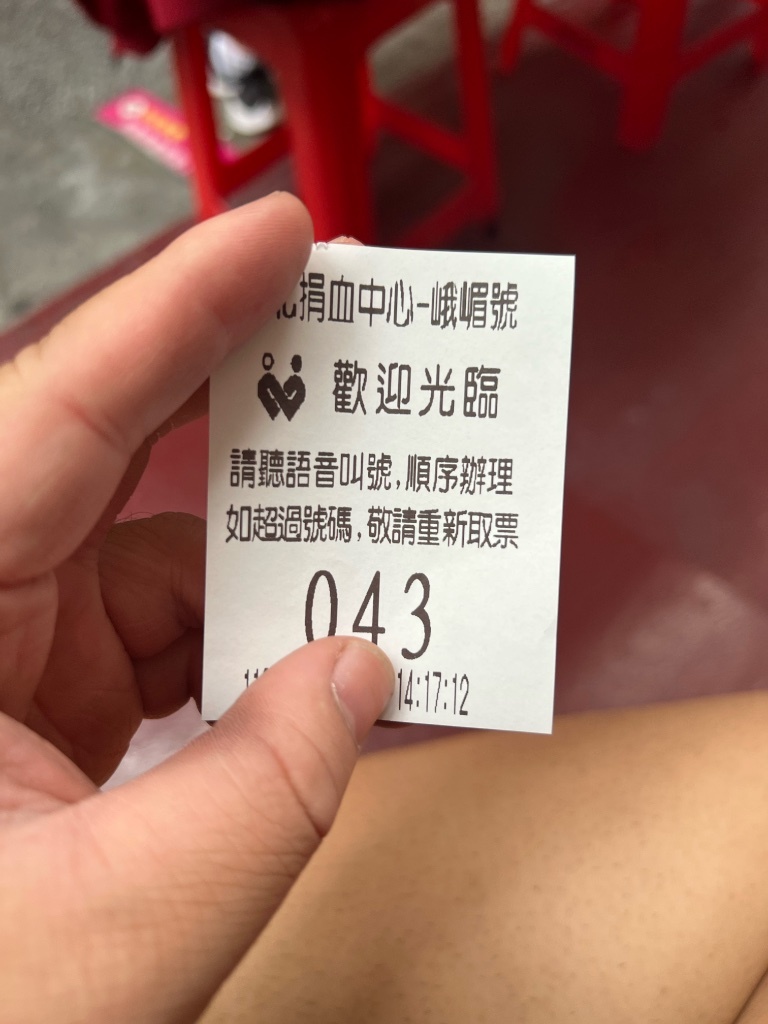 捐血中心-峨嵋號
歡迎光臨
請聽語音叫號,順序辦理
如超過號碼,敬請重新取票
043
14:17:12